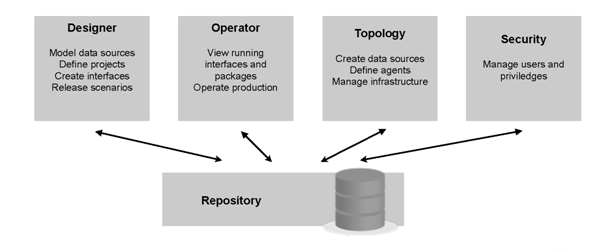 Designer
Model data sources
Define projects
Create interfaces
Release scenarios
Operator
View running
interfaces and
packages
Operate production
Topology
Create data sources
Define agents
Manage infrastructure
Security
Manage users and
priviledges
Repository